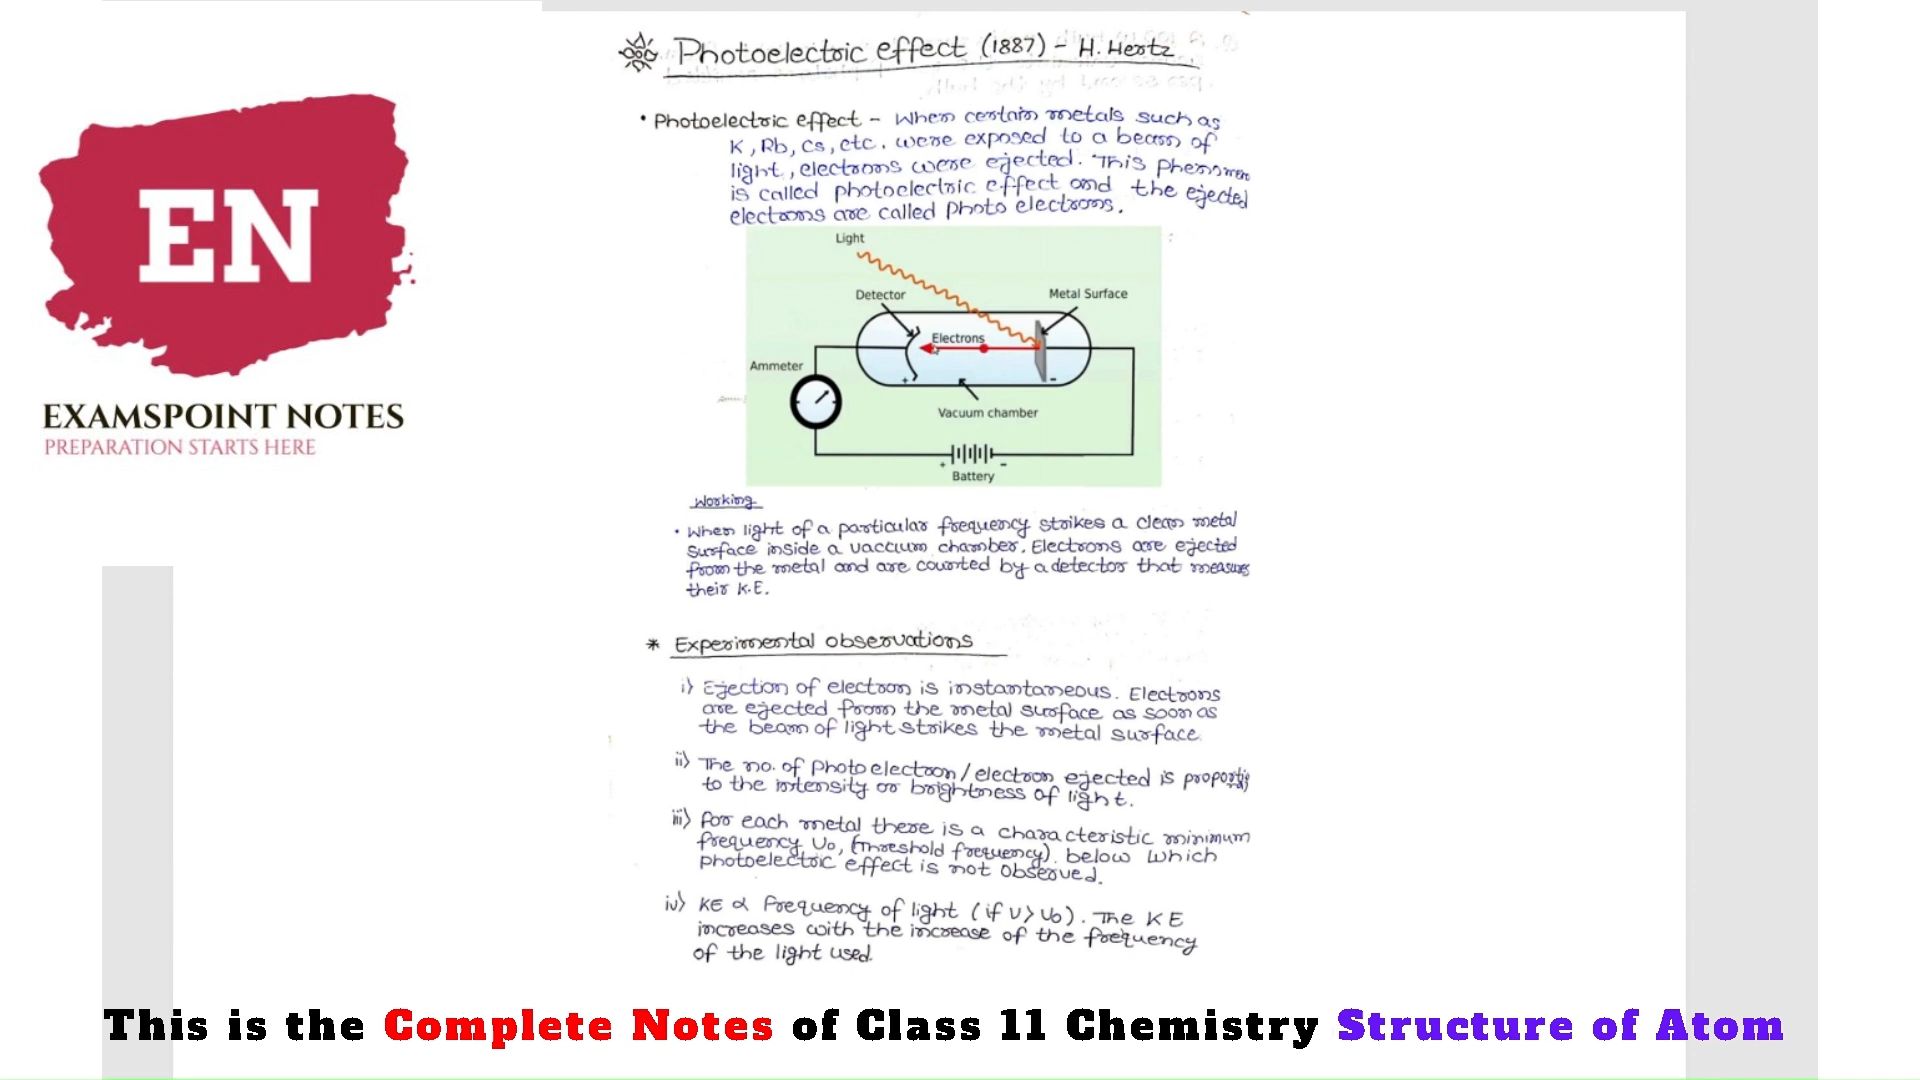 EN
EXAMSPOINT NOTES
PREPARATION STARTS HERE
Photoelectric effect (1887) - H. Hertz
• Photoelectric effect - When certain metals such as
K, Rb, Cs, etc. were exposed to a beam of
light, electrons were ejected. This Phenomen
is called photoelectric effect and the ejected
electrons are called Photo electrons.
Light
Detector
Metal Surface
Electrons
Ammeter
+ -
Vacuum chamber
+ -
Battery
Working
• When light of a particular frequency strikes a clean metal
surface inside a vaccum chamber. Electrons are ejected
from the metal and are counted by a detector that measures
their K.E.
* Experimental observations
i) Ejection of electron is instantaneous. Electrons
are ejected from the metal surface as soon as
the beam of light strikes the metal surface.
ii) The no. of Photo electron/electron ejected is
to the intensity or brightness of light.
iii) For each metal there is a characteristic minimum
frequency υ₀, (Threshold frequency) below which
photoelectric effect is not observed.
iv) KE ∝ Frequency of light (if υ > υ₀). The KE
increases with the increase of the frequency
of the light used.
This is the Complete Notes of Class 11 Chemistry Structure of Atom